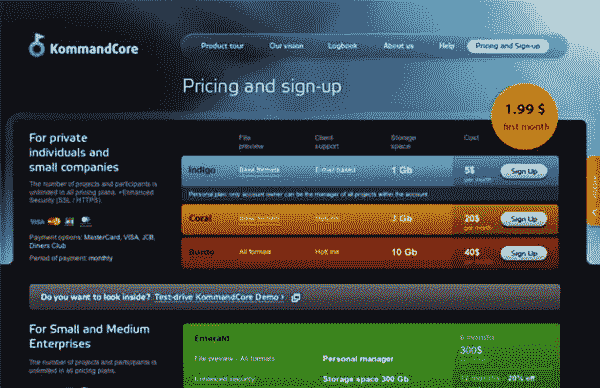 KommandCore
Product tour Our vision Logbook About us Help Pricing and Sign-up
Pricing and sign-up
1.99 $
first month
For private
individuals and
small companies
The number of projects and participants is
unlimited in all pricing plans. +Enhanced
Security (SSL / HTTPS)
VISA
Payment options: MasterCard, VISA, JCB,
Diners Club
Period of payment: monthly
File
preview
Client
support
Storage
space
Cost
Indigo Base formats E-mail based 1 Gb 5$ Sign Up
Personal plan: only account owner can be the manager of all projects within the account
Coral Base formats Hot line 3 Gb 20$ Sign Up
per month
All formats Hot line 10 Gb 40$ Sign Up
Do you want to look inside? Test-drive KommandCore Demo ›
For Small and Medium
Enterprises
The number of projects and participants is
unlimited in all pricing plans.
Emerald
File preview - All formats Personal manager
Enhanced security Storage space 300 Gb
6 months
300$
12 months - 20% off